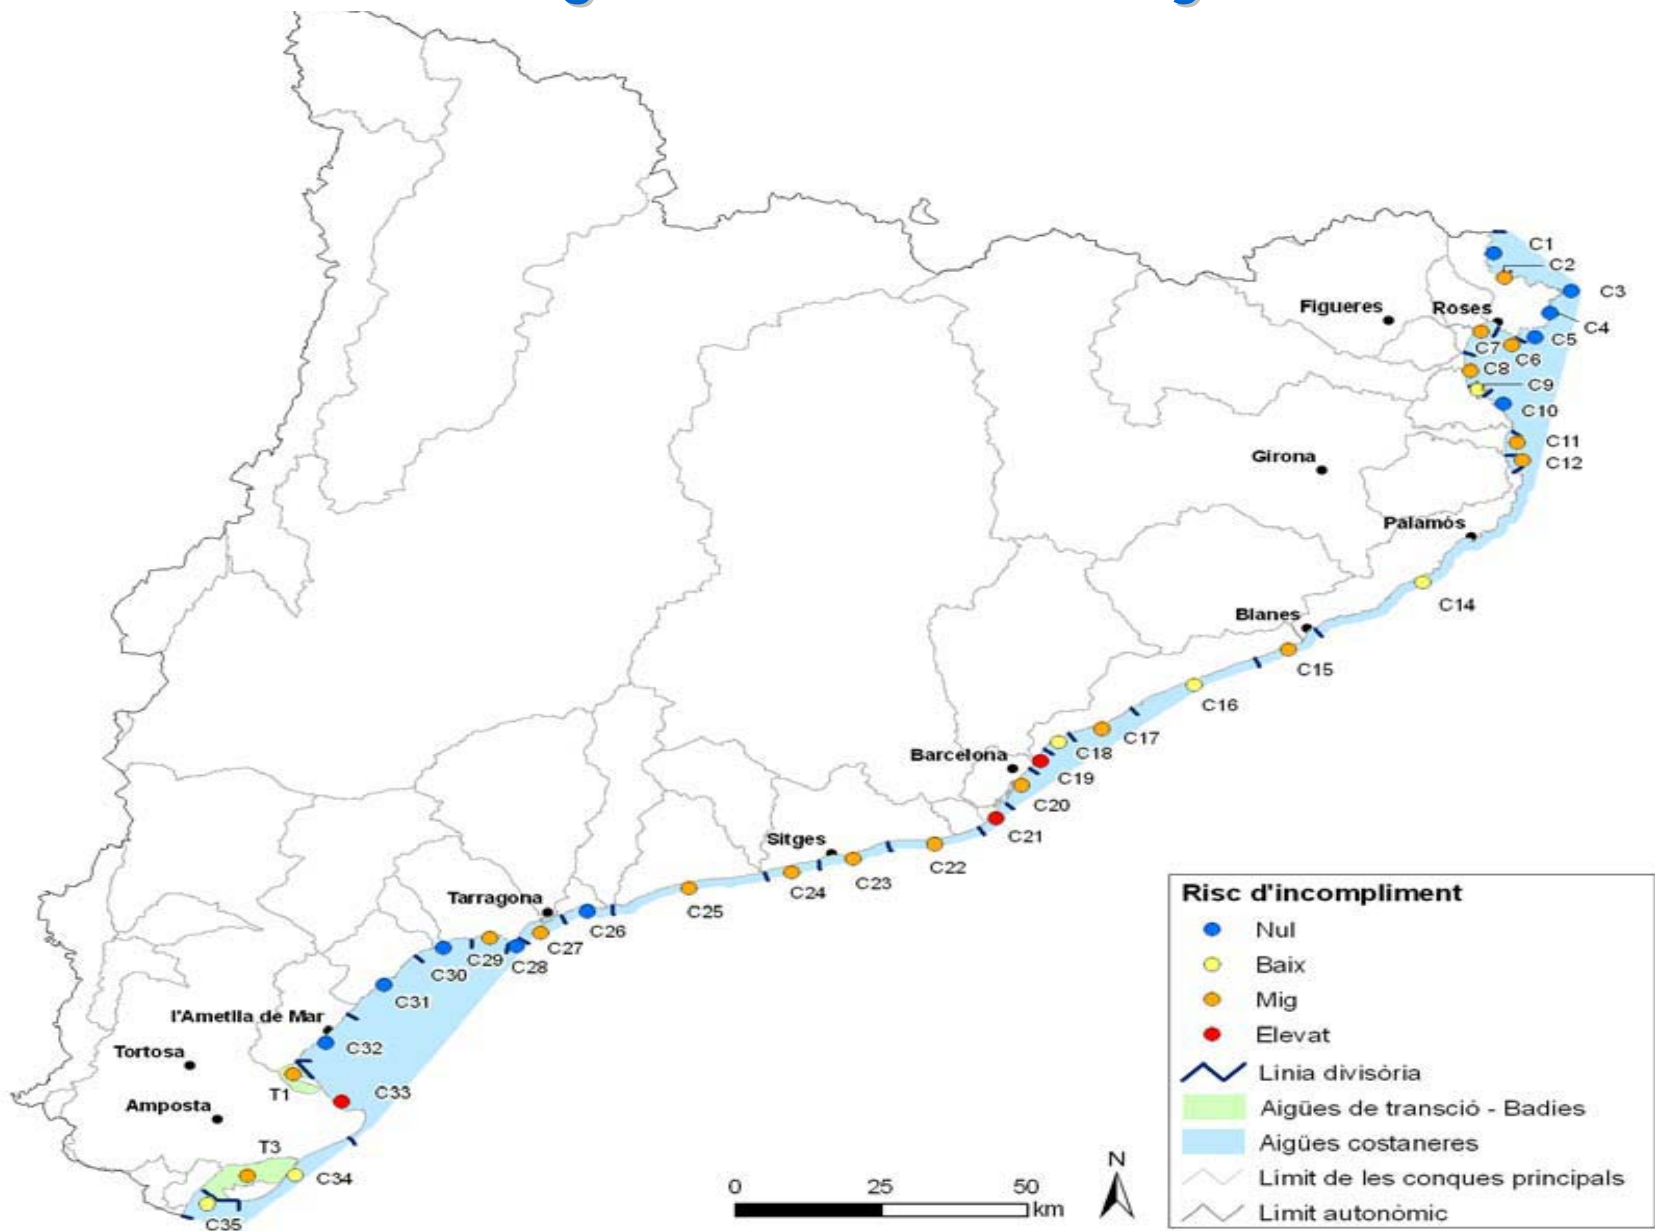 C1
C2
C3
Figueres
Roses
C4
C5
C7
C6
C8
C9
C10
C11
C12
Girona
Palamós
C14
Blanes
C15
C16
C17
Barcelona
C18
C19
C20
C21
Sitges
C22
C23
C24
C25
Tarragona
C26
C27
C28
C29
C30
C31
l'Ametlla de Mar
C32
Tortosa
C33
T1
Amposta
T3
C34
C35
Risc d'incompliment
Nul
Baix
Mig
Elevat
Linia divisòria
Aigües de transció - Badies
Aigües costaneres
Limit de les conques principals
Limit autonòmic
N
0 25 50
km